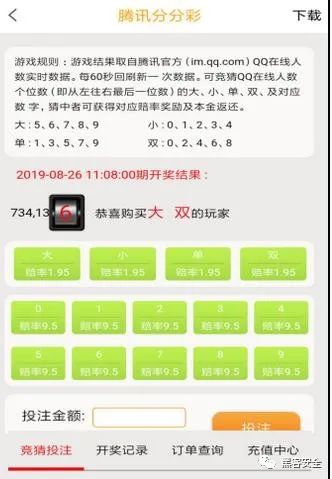 腾讯分分彩 下载
游戏规则：游戏结果取自腾讯官方（im.qq.com）QQ在线人
数实时数据。每60秒回刷新一 次数据。可竞猜QQ在线人数
个位数（即从左往右最后一位数）的大、小、单、双、及对应
数 字，猜中者可获得对应赔率奖励及本金返还。
大：5、6、7、8、9 小：0、1、2、3、4
单：1、3、5、7、9 双：0、2、4、6、8
2019-08-26 11:08:00期开奖结果：
734,13 6 恭喜购买大 双的玩家
大 小 单 双
赔率1.95 赔率1.95 赔率1.95 赔率1.95
0 1 2 3 4
赔率9.5 赔率9.5 赔率9.5 赔率9.5 赔率9.5
5 6 7 8 9
赔率9.5 赔率9.5 赔率9.5 赔率9.5 赔率9.5
投注金额： 投注
竞猜投注 开奖记录 订单查询 充值中心
黑客安全